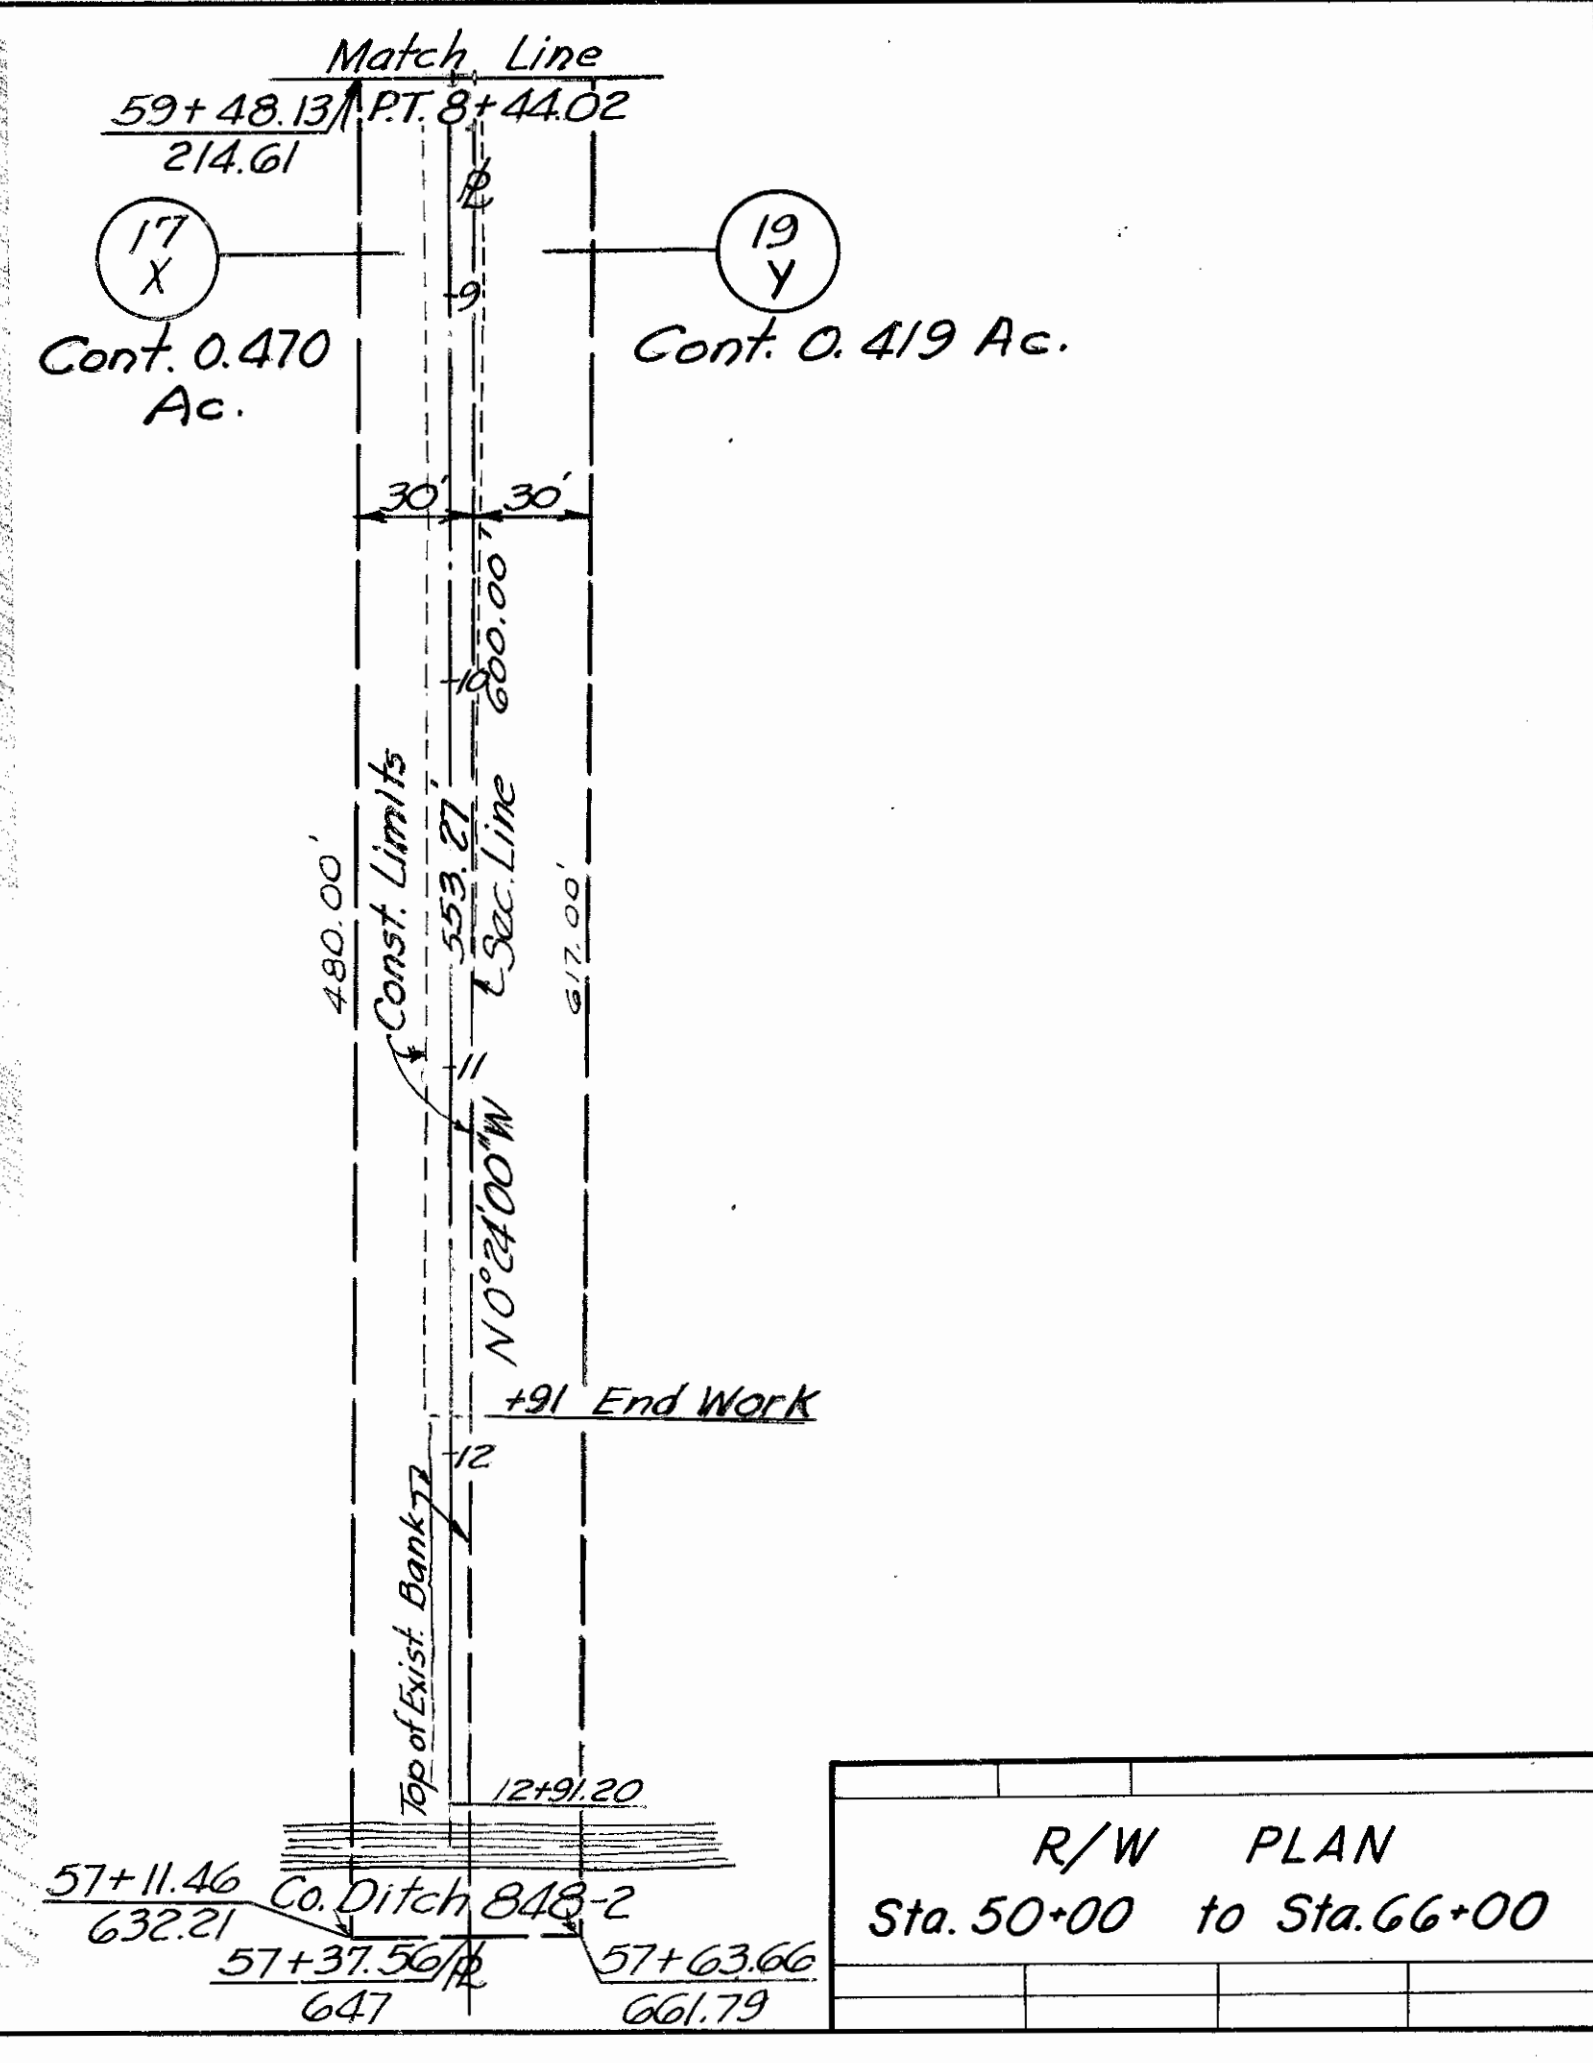 Match Line
59+48.13
214.61
P.T. 8+44.02
PL
17
X
19
Y
9
Cont. 0.470
Ac.
Cont. 0.419 Ac.
30' 30'
600.00'
10
Const. Limits
553.27'
Sec. Line
480.00'
617.00'
11
N 0°24'00"W
+91 End Work
12
Top of Exist. Bank
12+91.20
57+11.46
632.21
Co. Ditch 848-2
57+37.56
647
PL
57+63.66
661.79
R/W PLAN
Sta. 50+00 to Sta. 66+00